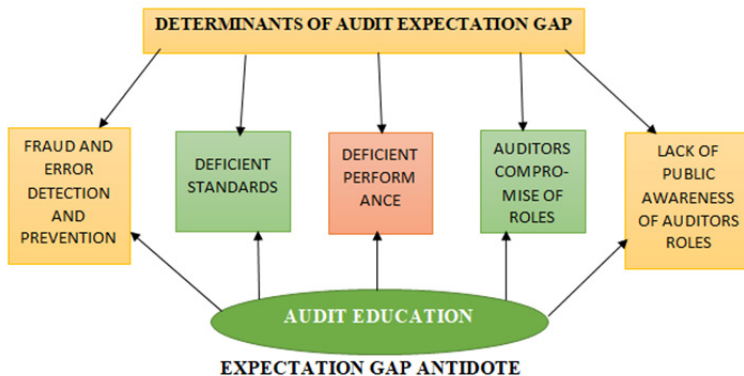 DETERMINANTS OF AUDIT EXPECTATION GAP
FRAUD AND
ERROR
DETECTION
AND
PREVENTION
DEFICIENT
STANDARDS
DEFICIENT
PERFORM
ANCE
AUDITORS
COMPRO-
MISE OF
ROLES
LACK OF
PUBLIC
AWARENESS
OF AUDITORS
ROLES
AUDIT EDUCATION
EXPECTATION GAP ANTIDOTE